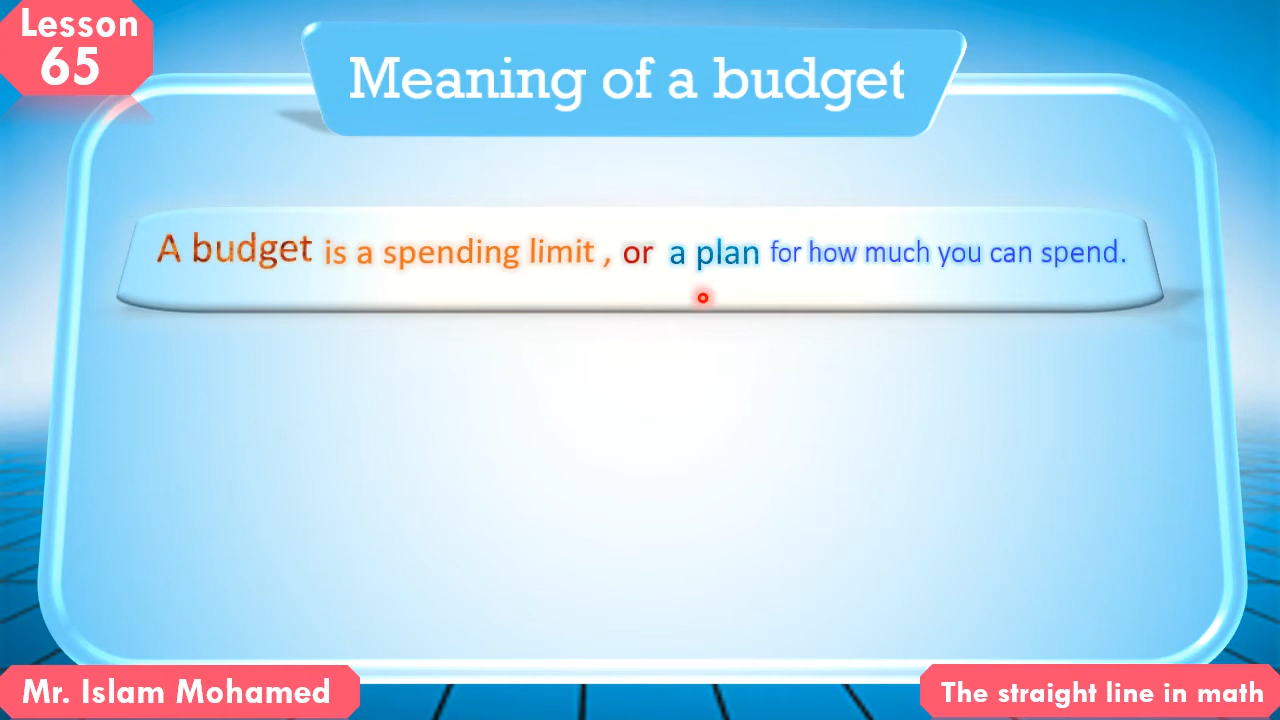 Lesson
65
Meaning of a budget
A budget is a spending limit , or a plan for how much you can spend.
Mr. Islam Mohamed
The straight line in math